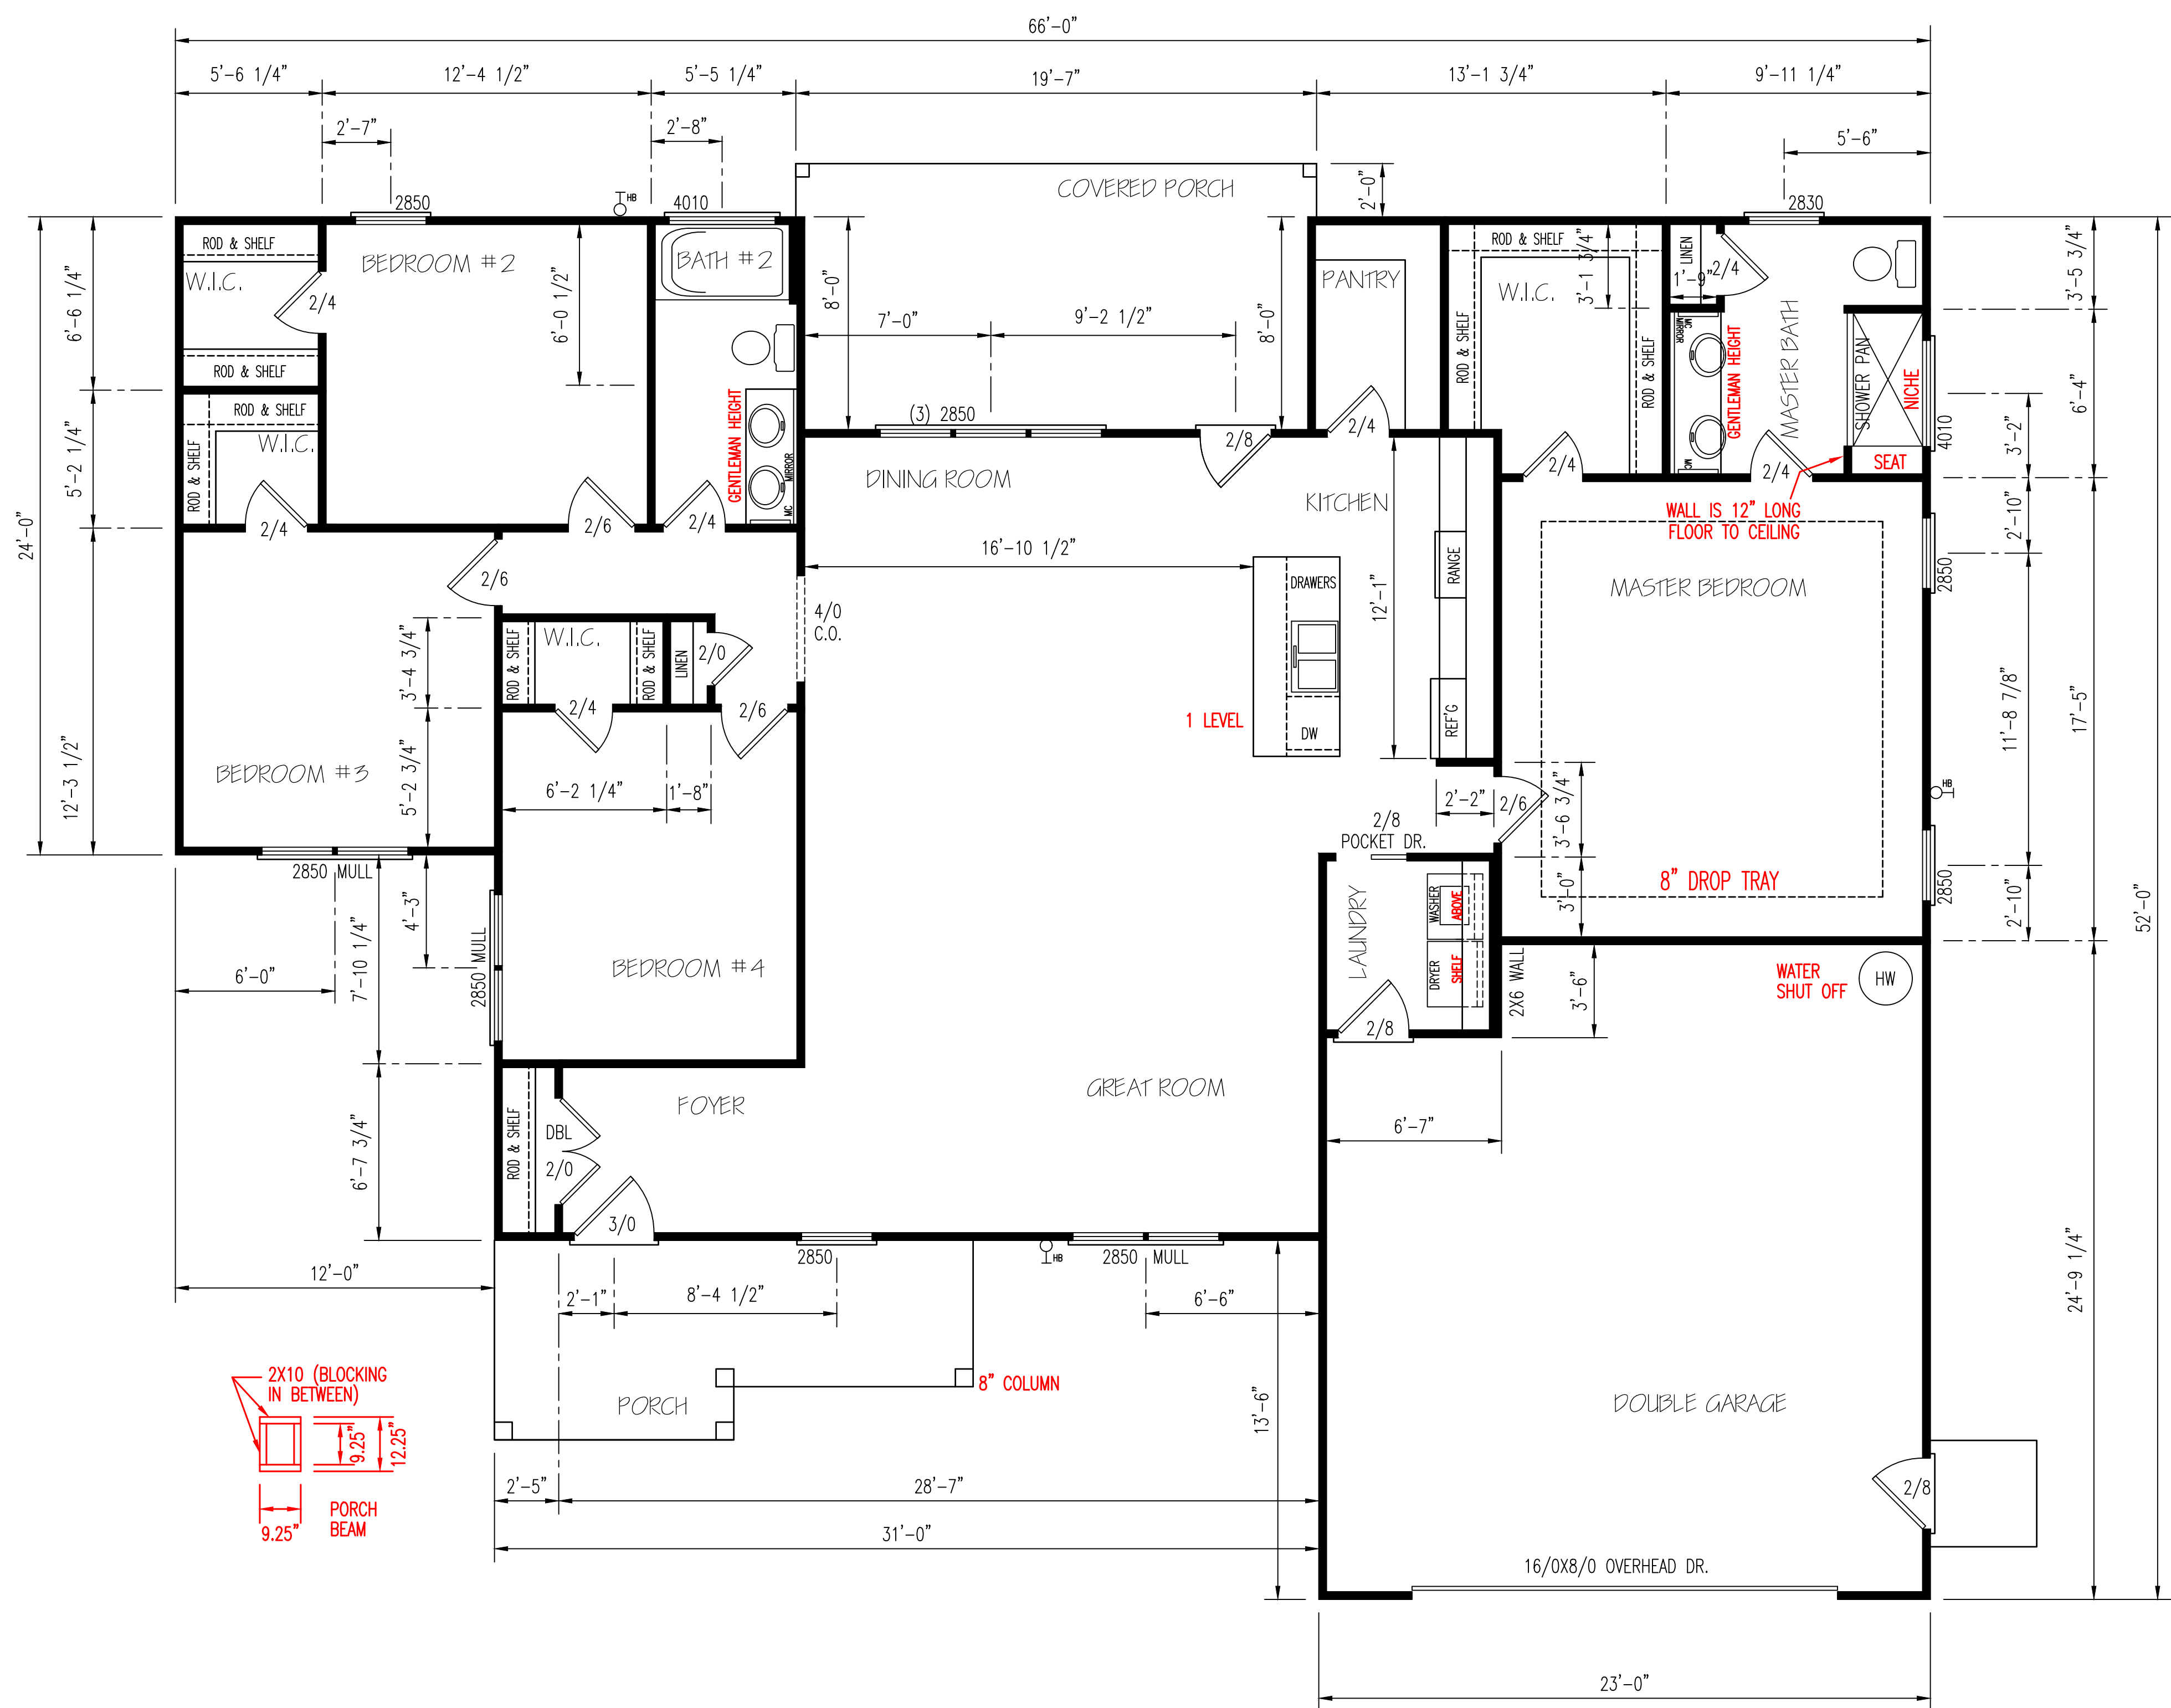 66'-0"
5'-6 1/4"
12'-4 1/2"
5'-5 1/4"
19'-7"
13'-1 3/4"
9'-11 1/4"
2'-7"
2'-8"
5'-6"
2850
HB
4010
COVERED PORCH
2'-0"
2830
ROD & SHELF
W.I.C.
2/4
ROD & SHELF
BEDROOM #2
6'-0 1/2"
BATH #2
8'-0"
7'-0"
9'-2 1/2"
8'-0"
PANTRY
2/4
ROD & SHELF
W.I.C.
ROD & SHELF
ROD & SHELF
3'-1 3/4"
LINEN
1'-9"
2/4
MC
MIRROR
GENTLEMAN HEIGHT
MASTER BATH
SHOWER PAN
NICHE
4010
SEAT
MC
2/4
2/4
3'-5 3/4"
6'-4"
3'-2"
24'-0"
6'-6 1/4"
5'-2 1/4"
12'-3 1/2"
ROD & SHELF
ROD & SHELF
W.I.C.
2/4
2/6
2/4
GENTLEMAN HEIGHT
MIRROR
MC
(3) 2850
2/8
DINING ROOM
KITCHEN
WALL IS 12" LONG
FLOOR TO CEILING
2'-10"
2850
16'-10 1/2"
2/6
DRAWERS
RANGE
12'-1"
MASTER BEDROOM
4/0
C.O.
ROD & SHELF
W.I.C.
ROD & SHELF
LINEN
2/0
2/4
2/6
3'-4 3/4"
5'-2 3/4"
1 LEVEL
DW
REF'G
11'-8 7/8"
17'-5"
BEDROOM #3
6'-2 1/4"
1'-8"
2'-2"
2/6
3'-6 3/4"
HB
2/8
POCKET DR.
2850 MULL
8" DROP TRAY
3'-0"
2850
2'-10"
52'-0"
4'-3"
7'-10 1/4"
6'-0"
2850 MULL
BEDROOM #4
LAUNDRY
WASHER
ABOVE
DRYER
SHELF
2X6 WALL
3'-6"
WATER
SHUT OFF
HW
2/8
6'-7 3/4"
ROD & SHELF
DBL
2/0
FOYER
GREAT ROOM
6'-7"
3/0
2850
HB
2850 MULL
24'-9 1/4"
12'-0"
2'-1"
8'-4 1/2"
6'-6"
2X10 (BLOCKING
IN BETWEEN)
9.25"
12.25"
9.25"
PORCH
BEAM
PORCH
8" COLUMN
13'-6"
DOUBLE GARAGE
2'-5"
28'-7"
2/8
31'-0"
16/0X8/0 OVERHEAD DR.
23'-0"